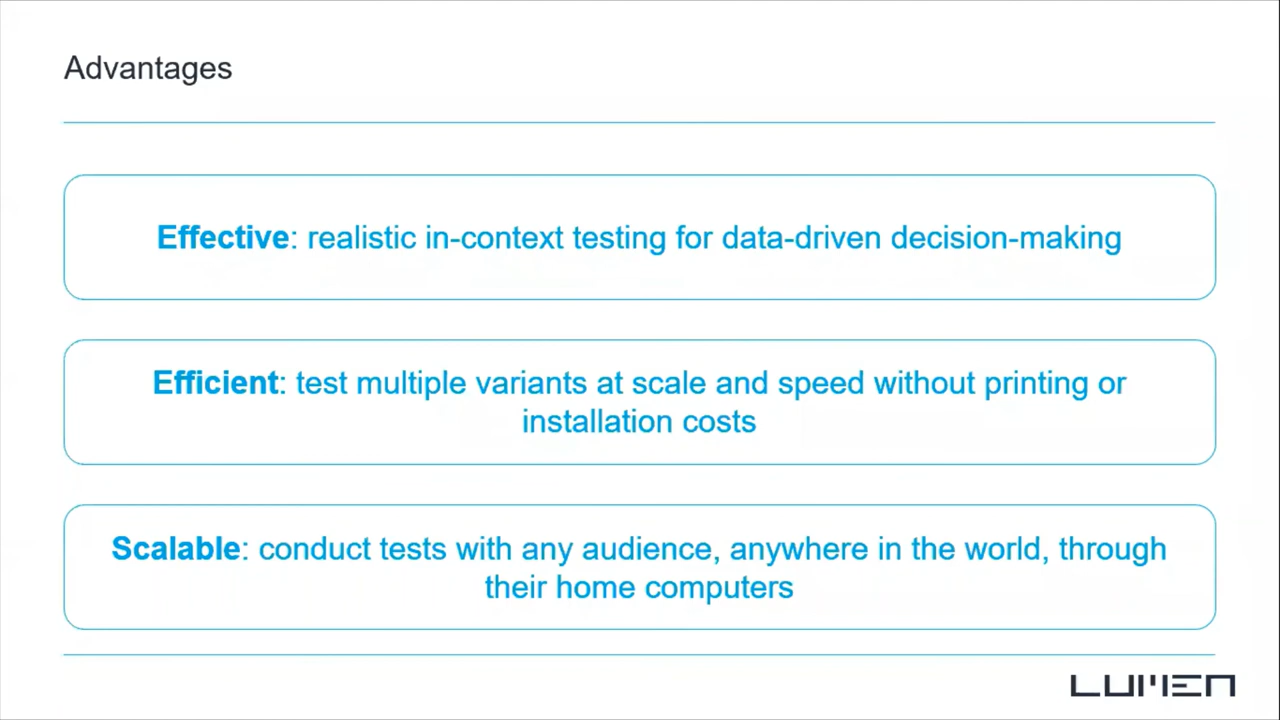 Advantages
Effective: realistic in-context testing for data-driven decision-making
Efficient: test multiple variants at scale and speed without printing or
installation costs
Scalable: conduct tests with any audience, anywhere in the world, through
their home computers
LUMEN